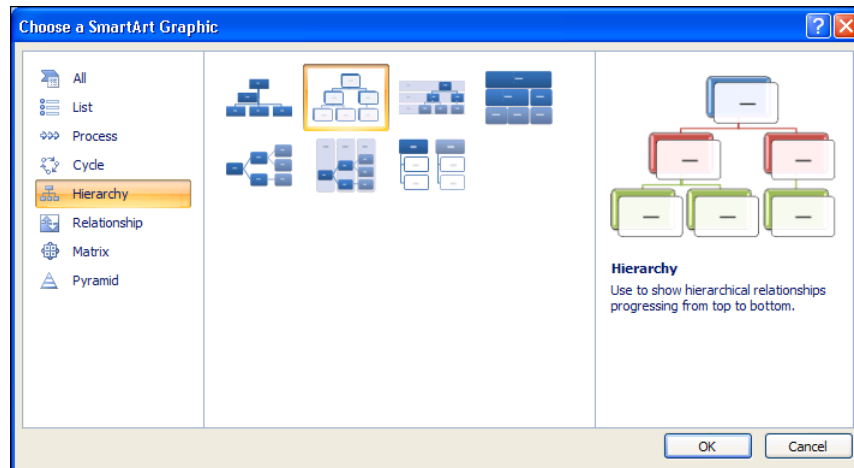 Choose a SmartArt Graphic
All
List
Process
Cycle
Hierarchy
Relationship
Matrix
Pyramid
Hierarchy
Use to show hierarchical relationships
progressing from top to bottom.
OK
Cancel